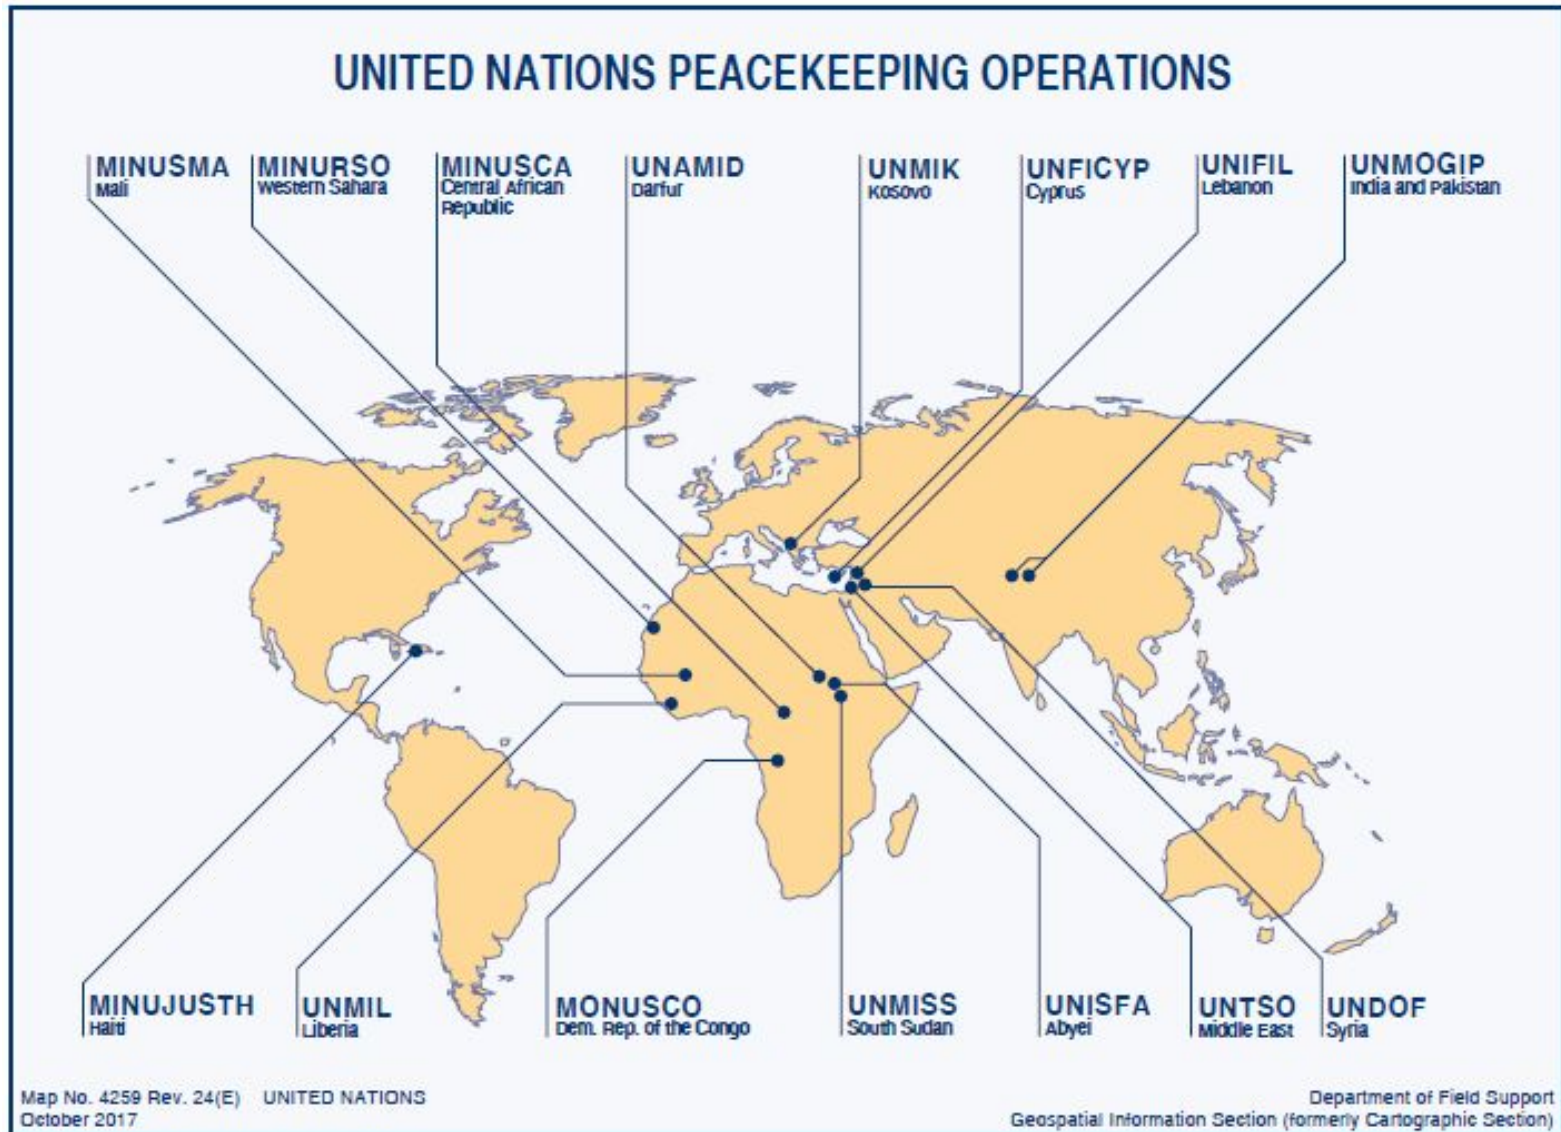 UNITED NATIONS PEACEKEEPING OPERATIONS
MINUSMA
Mali
MINURSO
Western Sahara
MINUSCA
Central African
Republic
UNAMID
Darfur
UNMIK
Kosovo
UNFICYP
Cyprus
UNIFIL
Lebanon
UNMOGIP
India and Pakistan
MINUJUSTH
Haiti
UNMIL
Liberia
MONUSCO
Dem. Rep. of the Congo
UNMISS
South Sudan
UNISFA
Abyei
UNTSO
Middle East
UNDOF
Syria
Map No. 4259 Rev. 24(E) UNITED NATIONS
October 2017
Department of Field Support
Geospatial Information Section (formerly Cartographic Section)